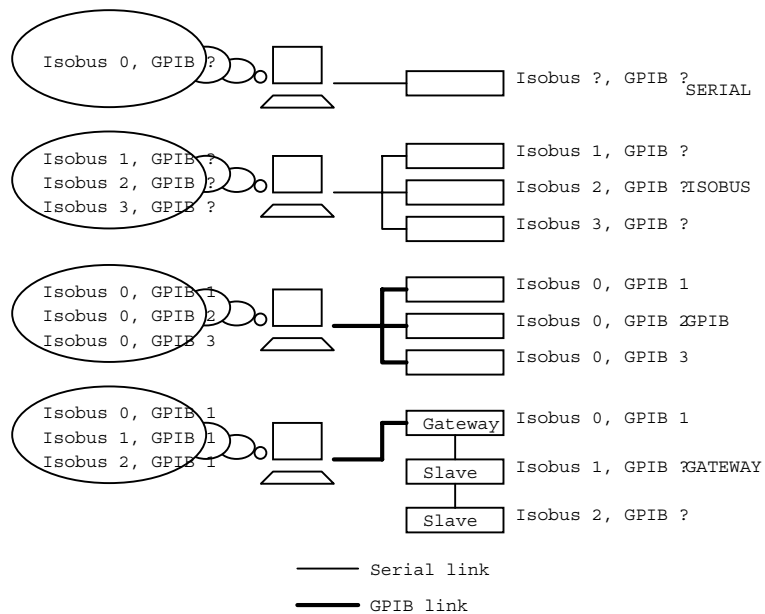 Isobus 0, GPIB ?
Isobus ?, GPIB ?
SERIAL
Isobus 1, GPIB ?
Isobus 2, GPIB ?
Isobus 3, GPIB ?
Isobus 1, GPIB ?
Isobus 2, GPIB ?
ISOBUS
Isobus 3, GPIB ?
Isobus 0, GPIB 1
Isobus 0, GPIB 2
Isobus 0, GPIB 3
Isobus 0, GPIB 1
Isobus 0, GPIB 2
GPIB
Isobus 0, GPIB 3
Isobus 0, GPIB 1
Isobus 1, GPIB 1
Isobus 2, GPIB 1
Gateway
Isobus 0, GPIB 1
Slave
Isobus 1, GPIB ?
GATEWAY
Slave
Isobus 2, GPIB ?
Serial link
GPIB link